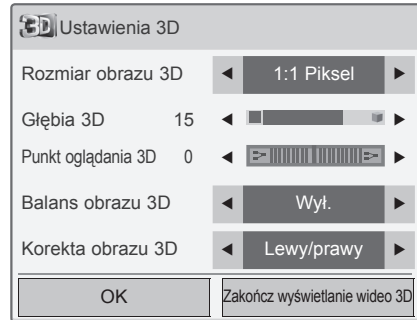 3D Ustawienia 3D
Rozmiar obrazu 3D 1:1 Piksel
Głębia 3D 15
Punkt oglądania 3D 0
Balans obrazu 3D Wył.
Korekta obrazu 3D Lewy/prawy
OK Zakończ wyświetlanie wideo 3D